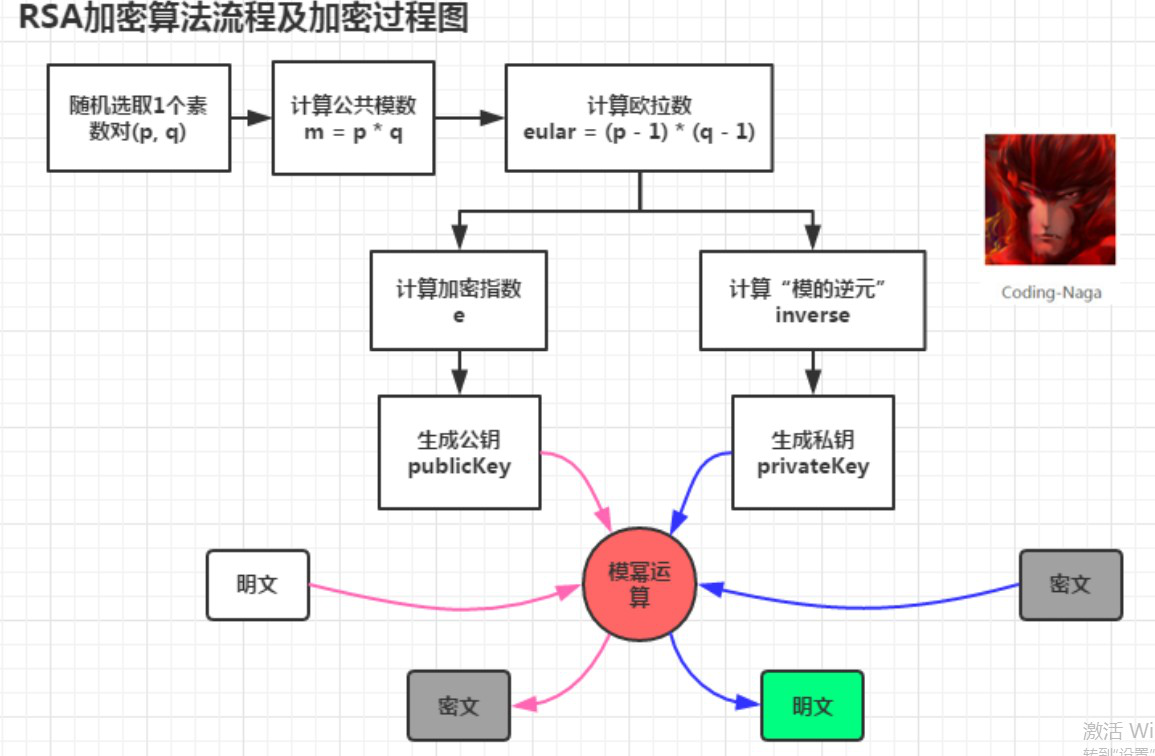 RSA加密算法流程及加密过程图
随机选取1个素
数对(p, q)
计算公共模数
m = p * q
计算欧拉数
eular = (p - 1) * (q - 1)
计算加密指数
e
计算“模的逆元”
inverse
Coding-Naga
生成公钥
publicKey
生成私钥
privateKey
明文
模幂运
算
密文
密文
明文
激活 Wi
转到"设置"